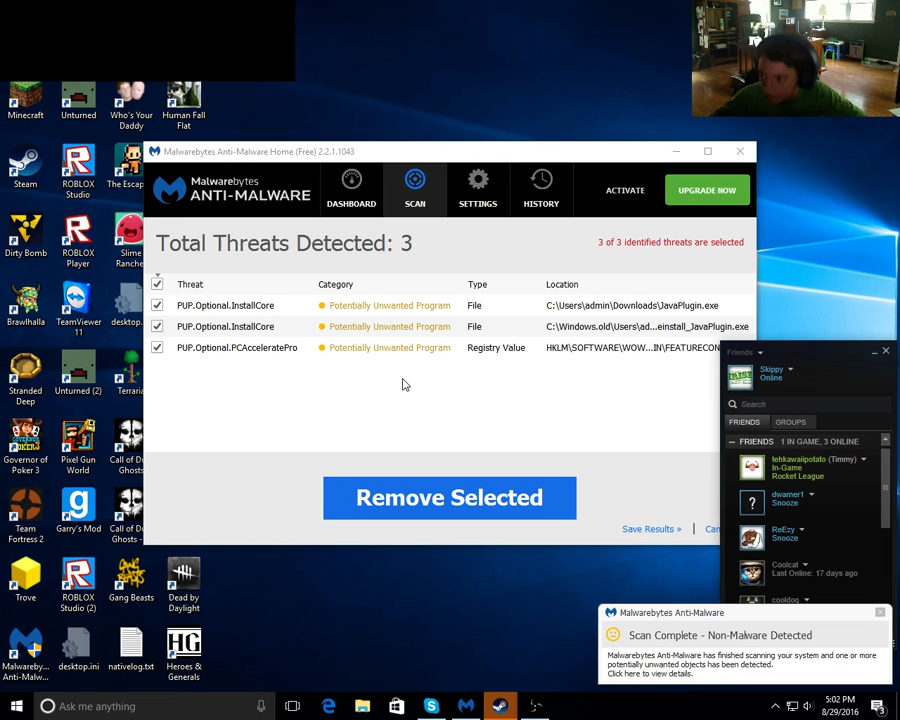 Minecraft
Unturned
Who's Your Daddy
Human Fall Flat
Steam
ROBLOX Studio
The Escap
Dirty Bomb
ROBLOX Player
Slime Ranche
Brawlhalla
TeamViewer 11
desktop.
Stranded Deep
Unturned (2)
Terraria
Governor of Poker 3
Pixel Gun World
Call of Du Ghosts
Team Fortress 2
Garry's Mod
Call of Du Ghosts -
Trove
ROBLOX Studio (2)
Gang Beasts
Dead by Daylight
Malwareby... Anti-Malw...
desktop.ini
nativelog.txt
HG
Heroes & Generals
Malwarebytes Anti-Malware Home (Free) 2.2.1.1043
Malwarebytes
ANTI-MALWARE
DASHBOARD
SCAN
SETTINGS
HISTORY
ACTIVATE
UPGRADE NOW
Total Threats Detected: 3
3 of 3 identified threats are selected
Threat Category Type Location
PUP.Optional.InstallCore Potentially Unwanted Program File C:\Users\admin\Downloads\JavaPlugin.exe
PUP.Optional.InstallCore Potentially Unwanted Program File C:\Windows.old\Users\ad...einstall_JavaPlugin.exe
PUP.Optional.PCAcceleratePro Potentially Unwanted Program Registry Value HKLM\SOFTWARE\WOW...IN\FEATURECON
Remove Selected
Save Results »
Can
Friends
Skippy
Online
Search
FRIENDS GROUPS
FRIENDS 1 IN GAME, 3 ONLINE
tehkawaiipotato (Timmy)
In-Game
Rocket League
dwarner1
Snooze
ReEzy
Snooze
Coolcat
Last Online: 17 days ago
cookdog
Malwarebytes Anti-Malware
Scan Complete - Non-Malware Detected
Malwarebytes Anti-Malware has finished scanning your system and one or more
potentially unwanted objects has been detected.
Click here to view details.
Ask me anything
5:02 PM
8/29/2016
3